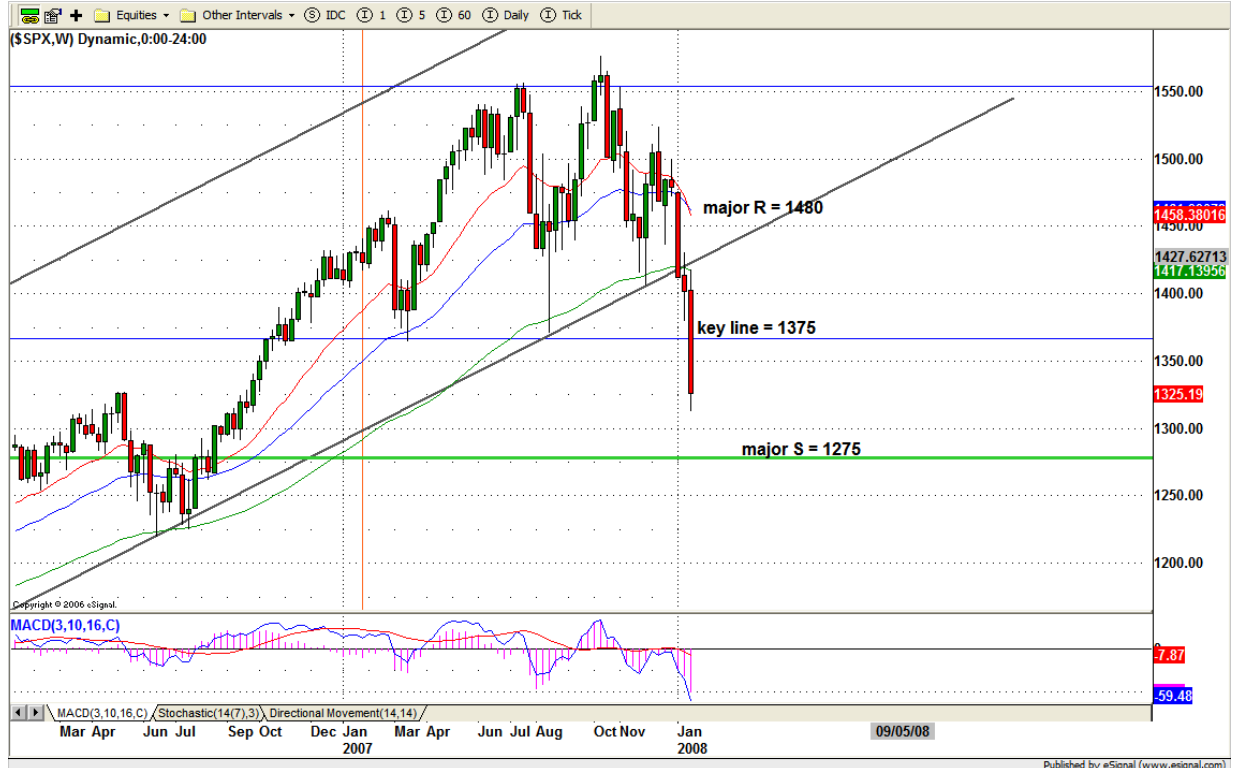 Equities Other Intervals S IDC I 1 I 5 I 60 I Daily I Tick
($SPX,W) Dynamic,0:00-24:00
1550.00
1500.00
major R = 1480
1458.38016
1450.00
1427.62713
1417.13956
1400.00
key line = 1375
1350.00
1325.19
1300.00
major S = 1275
1250.00
1200.00
Copyright © 2006 eSignal.
MACD(3,10,16,C)
-7.87
-59.48
MACD(3,10,16,C) Stochastic(14(7),3) Directional Movement(14,14)
Mar Apr Jun Jul Sep Oct Dec Jan Mar Apr Jun Jul Aug Oct Nov Jan 09/05/08
2007 2008
Published by eSignal (www.esignal.com)